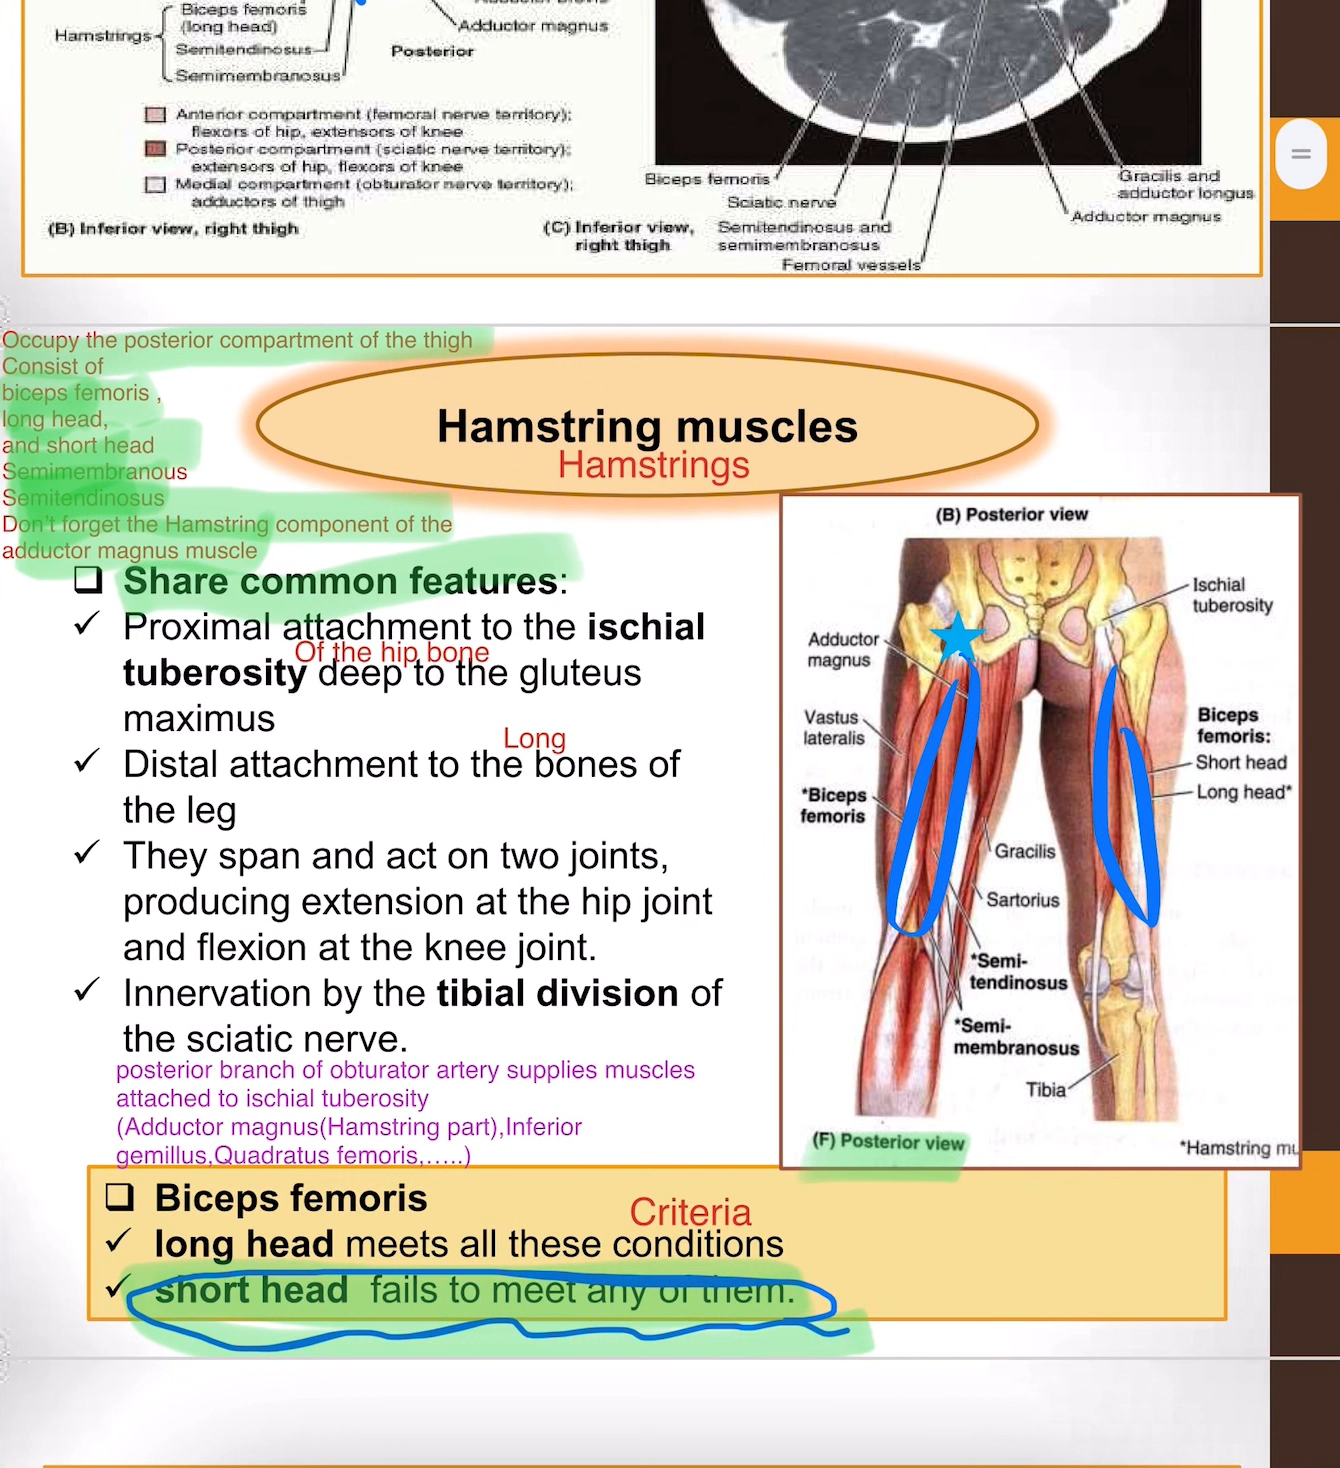 Biceps femoris
(long head)
Hamstrings
Semitendinosus
Semimembranosus
Adductor magnus
Posterior
Anterior compartment (femoral nerve territory);
flexors of hip, extensors of knee
Posterior compartment (sciatic nerve territory);
extensors of hip, flexors of knee
Medial compartment (obturator nerve territory);
adductors of thigh
(B) Inferior view, right thigh
(C) Inferior view,
right thigh
Biceps femoris
Sciatic nerve
Semitendinosus and
semimembranosus
Femoral vessels
Gracilis and
adductor longus
Adductor magnus
Occupy the posterior compartment of the thigh
Consist of
biceps femoris ,
long head,
and short head
Semimembranous
Semitendinosus
Don't forget the Hamstring component of the
adductor magnus muscle
Hamstring muscles
Hamstrings
Share common features:
Proximal attachment to the ischial
Of the hip bone
tuberosity deep to the gluteus
maximus
Long
Distal attachment to the bones of
the leg
They span and act on two joints,
producing extension at the hip joint
and flexion at the knee joint.
Innervation by the tibial division of
the sciatic nerve.
posterior branch of obturator artery supplies muscles
attached to ischial tuberosity
(Adductor magnus(Hamstring part),Inferior
gemillus,Quadratus femoris,.....)
(B) Posterior view
Ischial
tuberosity
Adductor
magnus
Vastus
lateralis
*Biceps
femoris
Biceps
femoris:
Short head
Long head*
Gracilis
Sartorius
*Semi-
tendinosus
*Semi-
membranosus
Tibia
(F) Posterior view
*Hamstring mu
Biceps femoris
Criteria
long head meets all these conditions
short head fails to meet any of them.